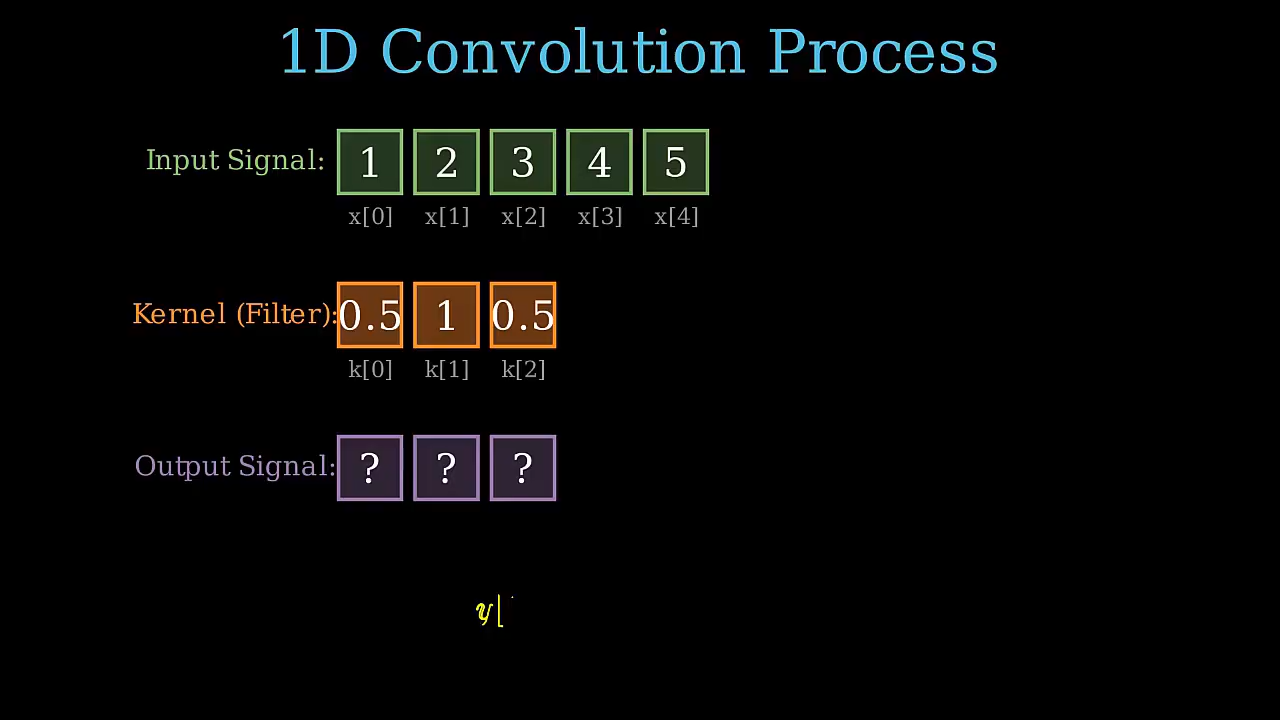 1D Convolution Process
Input Signal: 1 2 3 4 5
x[0] x[1] x[2] x[3] x[4]
Kernel (Filter): 0.5 1 0.5
k[0] k[1] k[2]
Output Signal: ? ? ?
y[